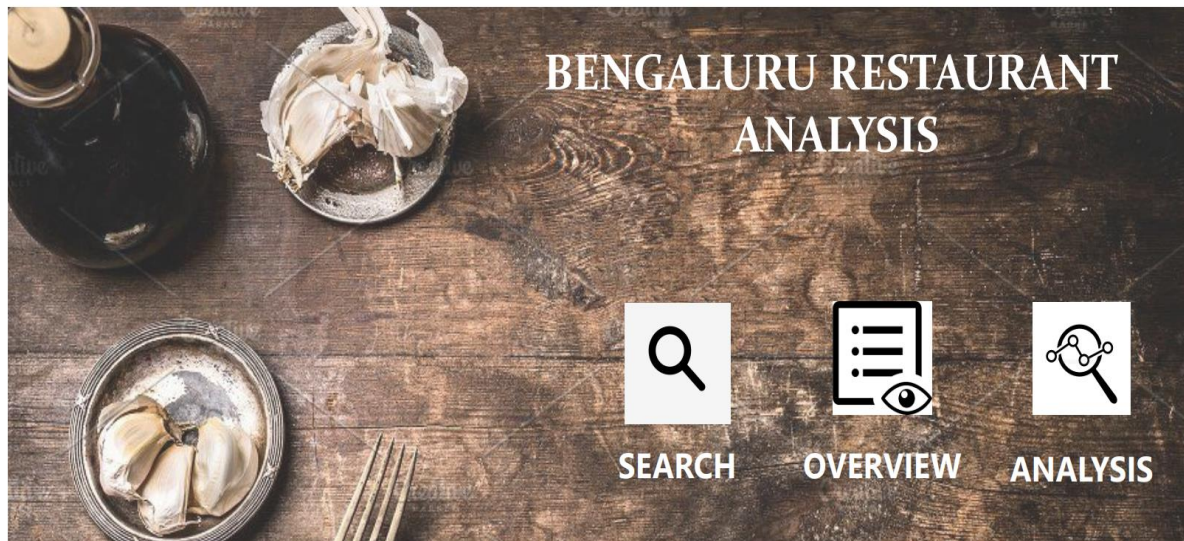 BENGALURU RESTAURANT
ANALYSIS
SEARCH
OVERVIEW
ANALYSIS